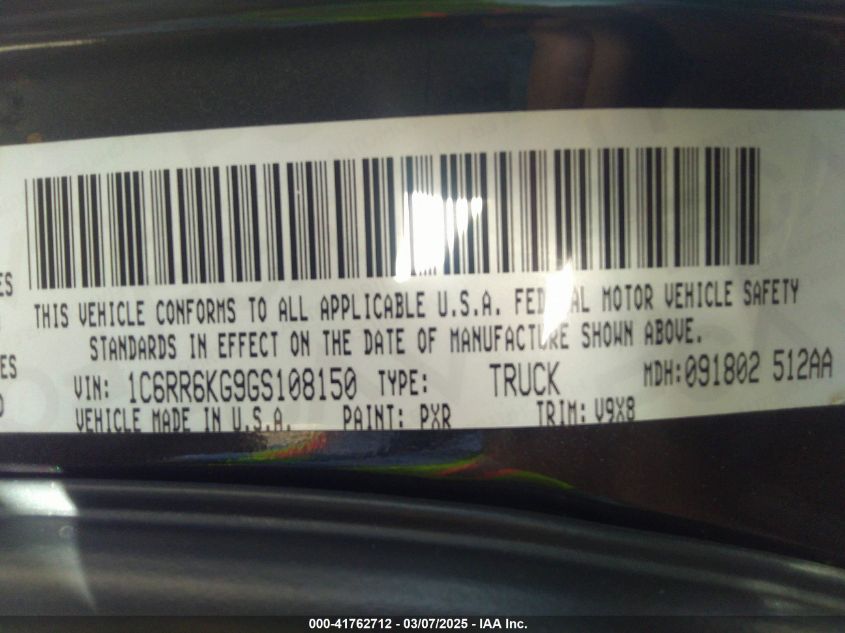 ES
THIS VEHICLE CONFORMS TO ALL APPLICABLE U.S.A. FEDERAL MOTOR VEHICLE SAFETY
STANDARDS IN EFFECT ON THE DATE OF MANUFACTURE SHOWN ABOVE.
ES
VIN: 1C6RR6KG9GS108150 TYPE: TRUCK MDH:091802 512AA
VEHICLE MADE IN U.S.A. PAINT: PXR TRIM: V9X8
000-41762712 - 03/07/2025 - IAA Inc.